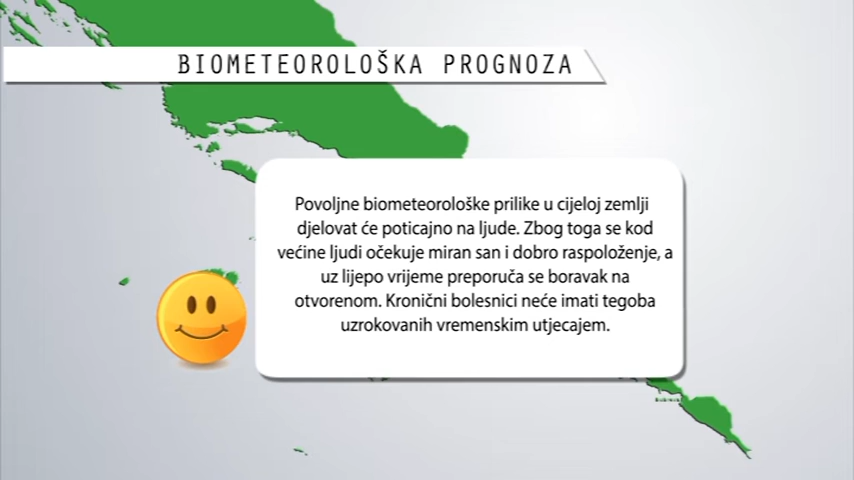 BIOMETEOROLOŠKA PROGNOZA
Povoljne biometeorološke prilike u cijeloj zemlji
djelovat će poticajno na ljude. Zbog toga se kod
većine ljudi očekuje miran san i dobro raspoloženje, a
uz lijepo vrijeme preporuča se boravak na
otvorenom. Kronični bolesnici neće imati tegoba
uzrokovanih vremenskim utjecajem.